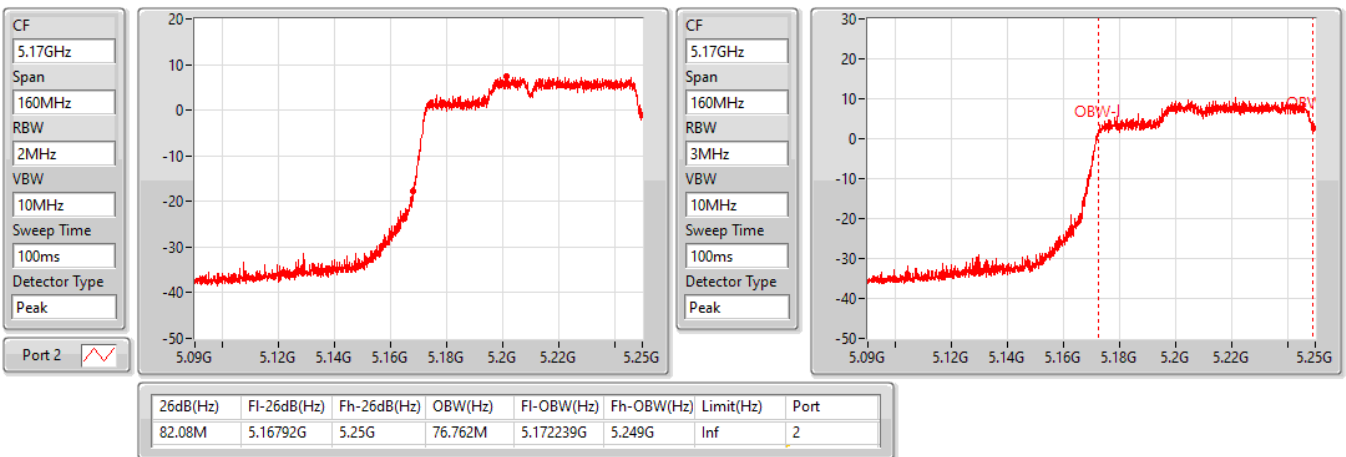 CF
5.17GHz
Span
160MHz
RBW
2MHz
VBW
10MHz
Sweep Time
100ms
Detector Type
Peak
Port 2
20
10
0
-10
-20
-30
-40
-50
5.09G 5.12G 5.14G 5.16G 5.18G 5.2G 5.22G 5.25G
CF
5.17GHz
Span
160MHz
RBW
3MHz
VBW
10MHz
Sweep Time
100ms
Detector Type
Peak
30
20
10
0
-10
-20
-30
-40
-50
OBW-l
OBW
5.09G 5.12G 5.14G 5.16G 5.18G 5.2G 5.22G 5.25G
26dB(Hz) Fl-26dB(Hz) Fh-26dB(Hz) OBW(Hz) Fl-OBW(Hz) Fh-OBW(Hz) Limit(Hz) Port
82.08M 5.16792G 5.25G 76.762M 5.172239G 5.249G Inf 2